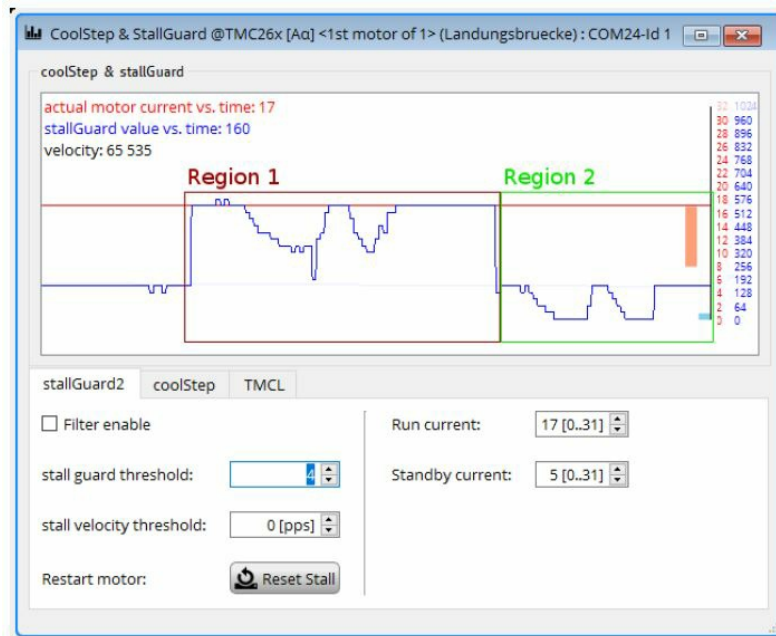 CoolStep & StallGuard @TMC26x [Aα] <1st motor of 1> (Landungsbruecke) : COM24-Id 1
coolStep & stallGuard
actual motor current vs. time: 17
stallGuard value vs. time: 160
velocity: 65 535
Region 1
Region 2
32 1024
30 960
28 896
26 832
24 768
22 704
20 640
18 576
16 512
14 448
12 384
10 320
8 256
6 192
4 128
2 64
0 0
stallGuard2 coolStep TMCL
Filter enable
Run current: 17 [0..31]
stall guard threshold: 4
Standby current: 5 [0..31]
stall velocity threshold: 0 [pps]
Restart motor: Reset Stall